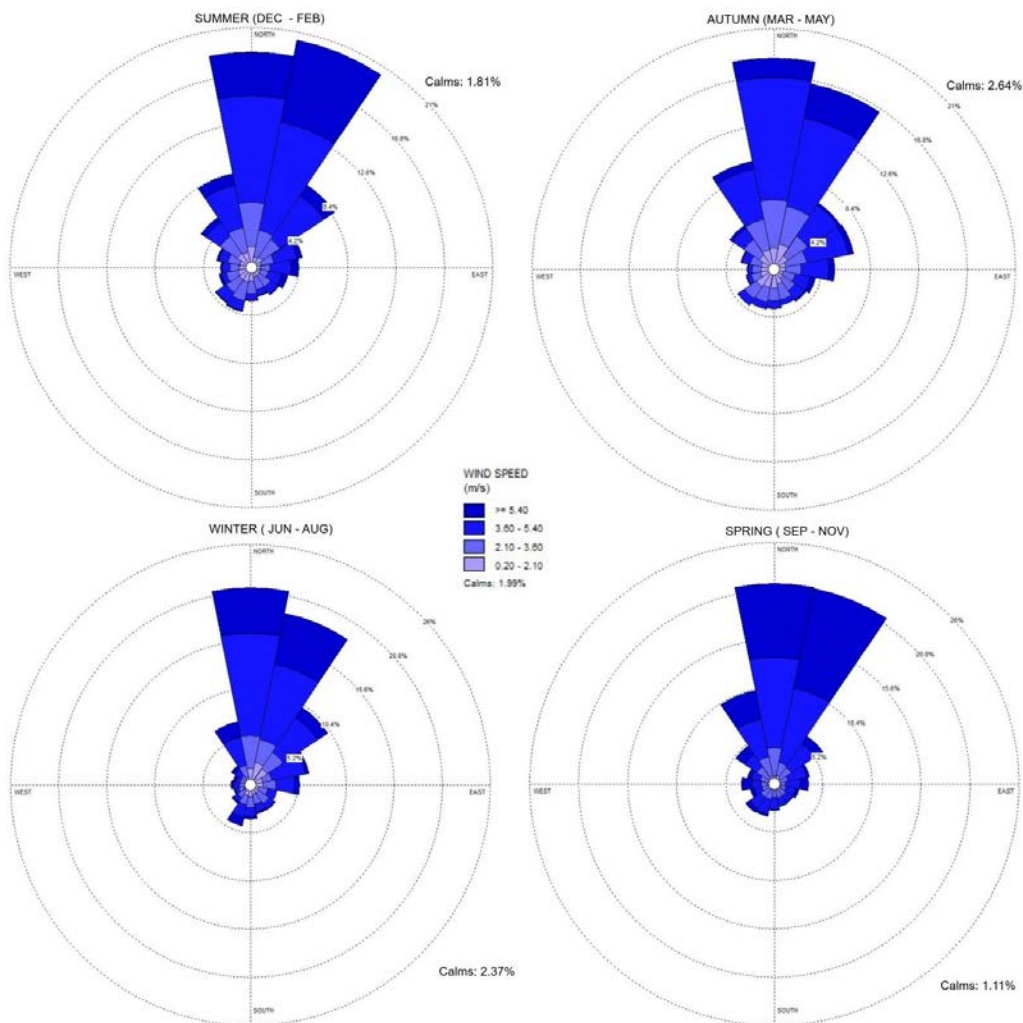 SUMMER (DEC - FEB)
NORTH
Calms: 1.81%
21%
16.8%
12.6%
8.4%
4.2%
WEST
EAST
SOUTH
AUTUMN (MAR - MAY)
NORTH
Calms: 2.64%
21%
16.8%
12.6%
8.4%
4.2%
WEST
EAST
SOUTH
WIND SPEED
(m/s)
>= 5.40
3.60 - 5.40
2.10 - 3.60
0.20 - 2.10
Calms: 1.99%
WINTER ( JUN - AUG)
NORTH
26%
20.8%
15.6%
10.4%
5.2%
WEST
EAST
Calms: 2.37%
SOUTH
SPRING ( SEP - NOV)
NORTH
26%
20.8%
15.6%
10.4%
5.2%
WEST
EAST
Calms: 1.11%
SOUTH